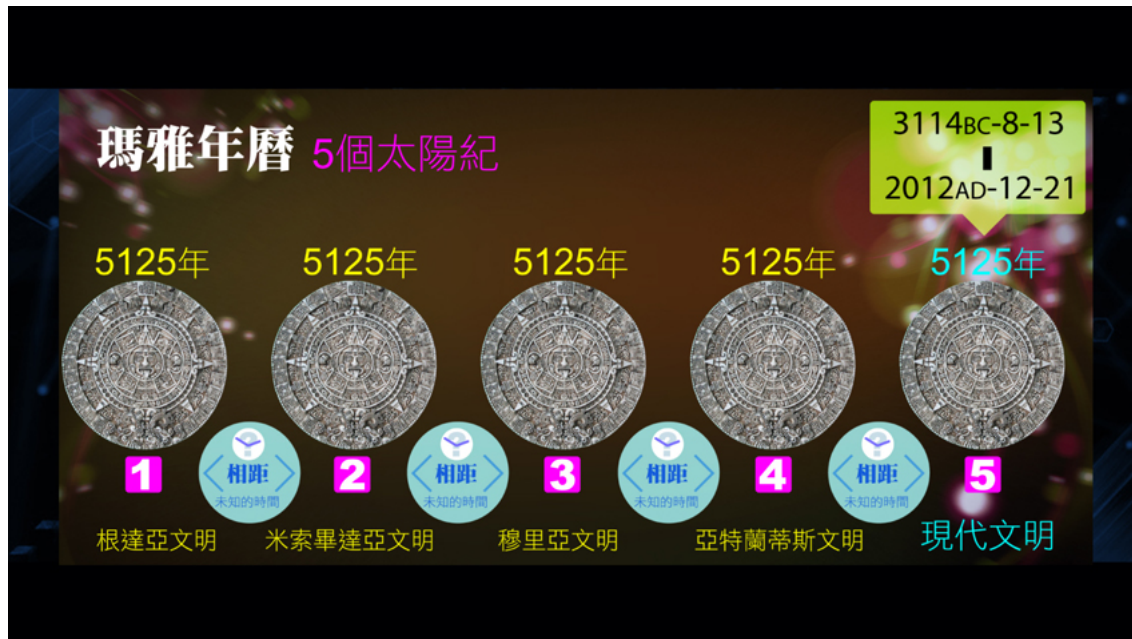 瑪雅年曆 5個太陽紀
3114BC-8-13
2012AD-12-21
5125年
5125年
5125年
5125年
5125年
1
相距
未知的時間
2
相距
未知的時間
3
相距
未知的時間
4
相距
未知的時間
5
根達亞文明
米索畢達亞文明
穆里亞文明
亞特蘭蒂斯文明
現代文明